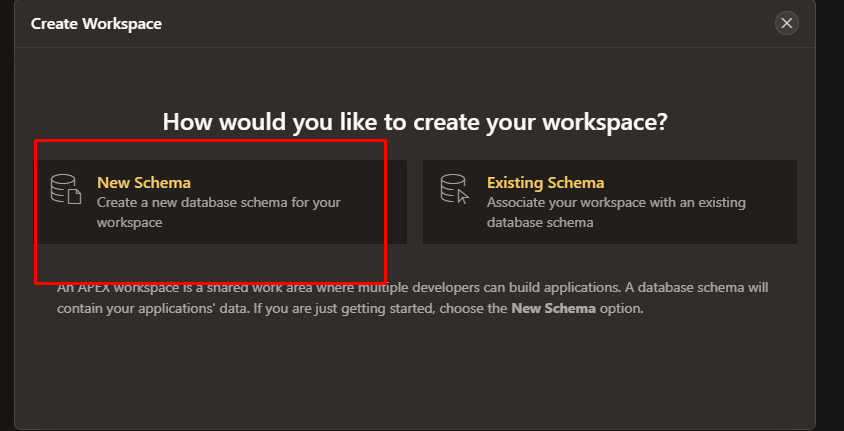 Create Workspace
How would you like to create your workspace?
New Schema
Create a new database schema for your
workspace
Existing Schema
Associate your workspace with an existing
database schema
An APEX workspace is a shared work area where multiple developers can build applications. A database schema will
contain your applications' data. If you are just getting started, choose the New Schema option.